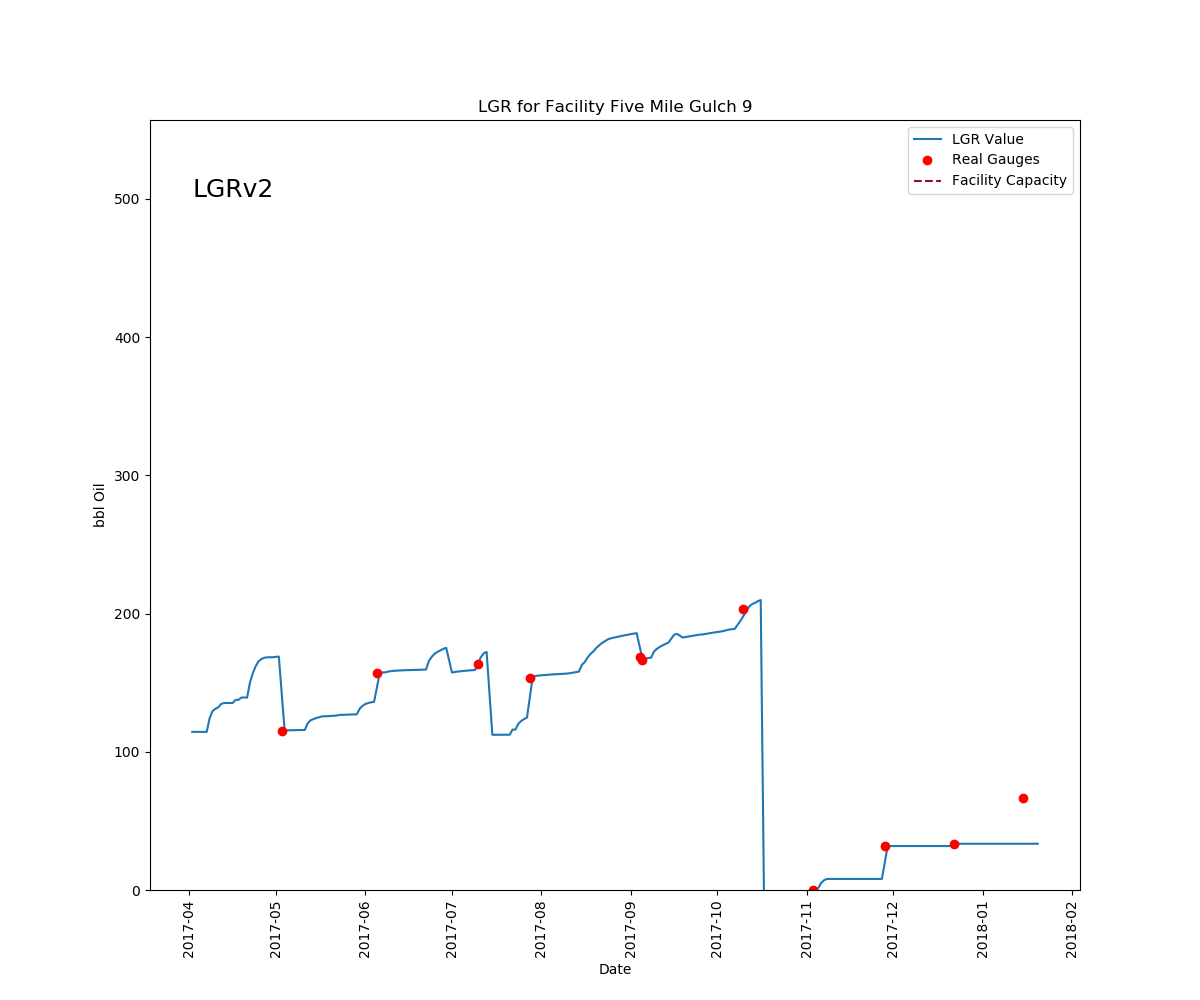 LGR for Facility Five Mile Gulch 9
LGRv2
LGR Value
Real Gauges
Facility Capacity
bbl Oil
500
400
300
200
100
0
2017-04
2017-05
2017-06
2017-07
2017-08
2017-09
2017-10
2017-11
2017-12
2018-01
2018-02
Date